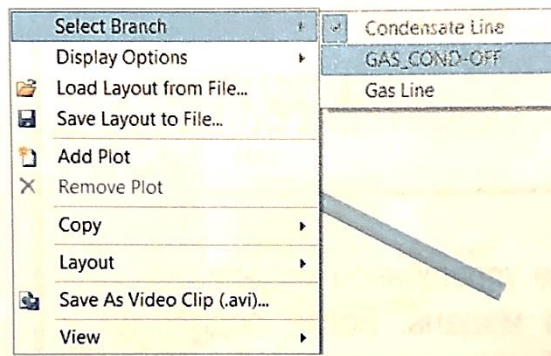 Select Branch
Display Options
Load Layout from File...
Save Layout to File...
Add Plot
Remove Plot
Copy
Layout
Save As Video Clip (.avi)...
View
Condensate Line
GAS_COND-OFF
Gas Line